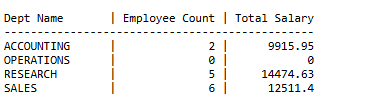 Dept Name       | Employee Count | Total Salary
-----------------------------------------------
ACCOUNTING      |              2 |      9915.95
OPERATIONS      |              0 |            0
RESEARCH        |              5 |     14474.63
SALES           |              6 |      12511.4